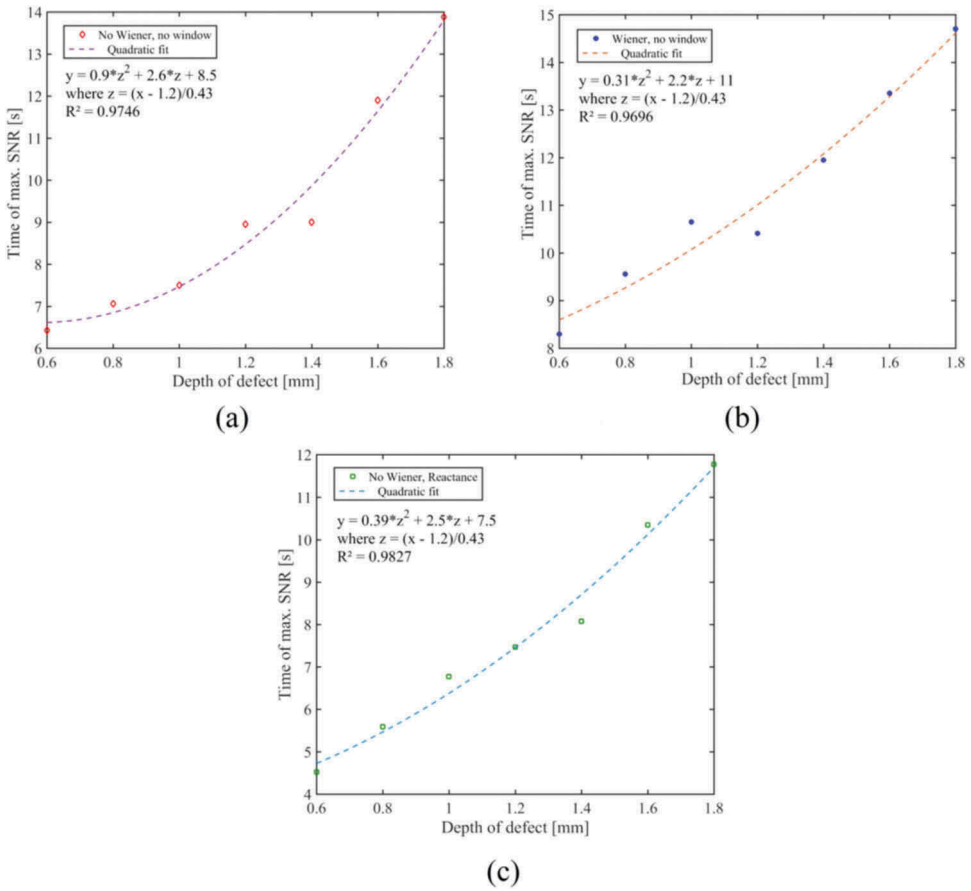 14
13
12
11
10
9
8
7
6
Time of max. SNR [s]
No Wiener, no window
Quadratic fit
y = 0.9*z² + 2.6*z + 8.5
where z = (x - 1.2)/0.43
R² = 0.9746
0.6 0.8 1 1.2 1.4 1.6 1.8
Depth of defect [mm]
(a)
15
14
13
12
11
10
9
8
Time of max. SNR [s]
Wiener, no window
Quadratic fit
y = 0.31*z² + 2.2*z + 11
where z = (x - 1.2)/0.43
R² = 0.9696
0.6 0.8 1 1.2 1.4 1.6 1.8
Depth of defect [mm]
(b)
12
11
10
9
8
7
6
5
4
Time of max. SNR [s]
No Wiener, Reactance
Quadratic fit
y = 0.39*z² + 2.5*z + 7.5
where z = (x - 1.2)/0.43
R² = 0.9827
0.6 0.8 1 1.2 1.4 1.6 1.8
Depth of defect [mm]
(c)